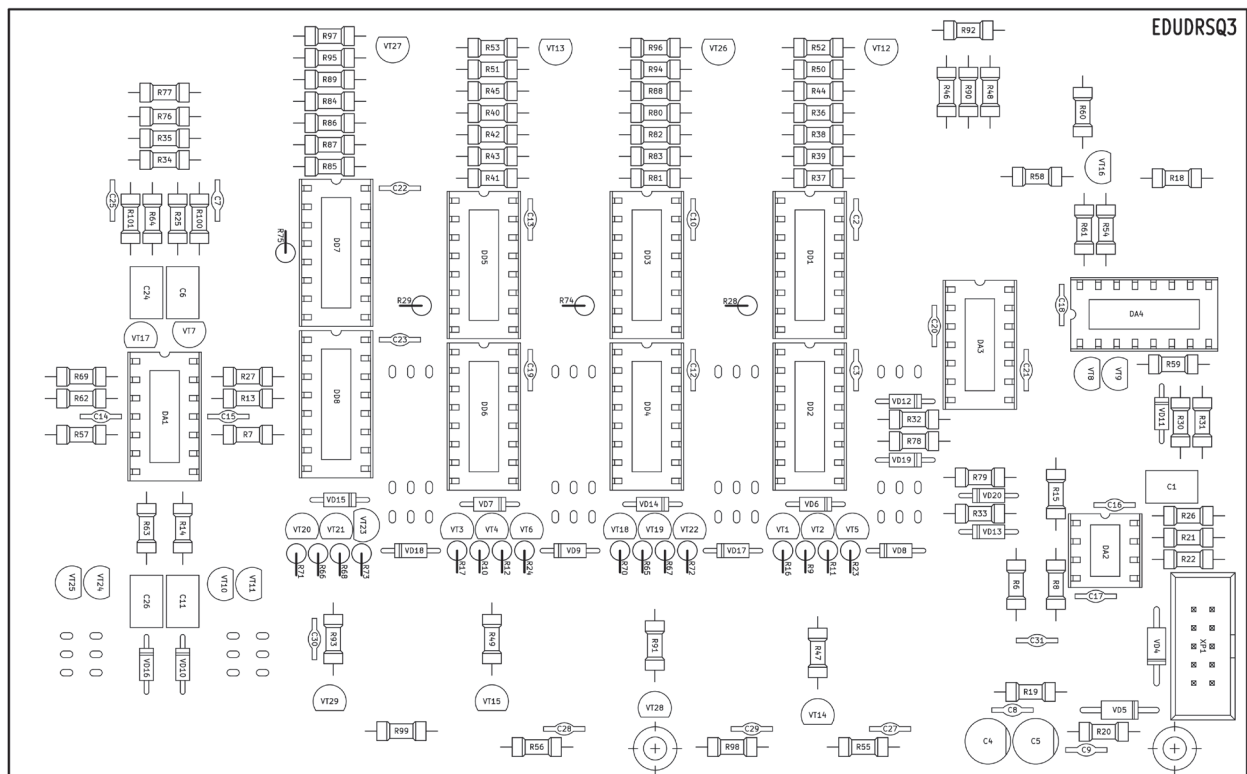 EDUDRSQ3
R97
VT27
R53
VT13
R96
VT26
R52
VT12
R92
R95
R51
R94
R50
R89
R45
R88
R44
R77
R46
R90
R48
R84
R40
R80
R36
R60
R76
R86
R42
R82
R38
R35
R87
R43
R83
R39
R34
R85
R41
R81
R37
VT16
R58
R18
C25
R101
R64
R25
R100
C7
C22
R75
DD7
DD5
C13
DD3
C10
DD1
C2
R61
R54
C24
C6
R29
R74
R28
C18
DA4
VT17
VT7
C23
C20
DA3
C21
R69
R27
C19
C12
C3
VT8
VT9
R59
R62
R13
DD8
DD6
DD4
DD2
VD12
C14
DA1
C15
R32
VD11
R30
R31
R57
R7
R78
VD19
R79
C1
VD15
VD7
VD14
VD6
VD20
R15
C16
R63
R14
R33
R26
VT20
VT21
VT23
VT3
VT4
VT6
VT18
VT19
VT22
VT1
VT2
VT5
VD13
R21
VD18
VD9
VD17
VD8
DA2
R22
R71
R66
R68
R73
R17
R10
R12
R24
R70
R65
R67
R72
R16
R9
R11
R23
VT25
VT24
VT10
VT11
R6
R8
C17
C26
C11
C30
R93
R49
R91
R47
C31
VD4
XP1
VD16
VD10
R19
VT29
VT15
VT28
VT14
C8
VD5
R99
C28
C29
C27
R20
R56
R98
R55
C4
C5
C9